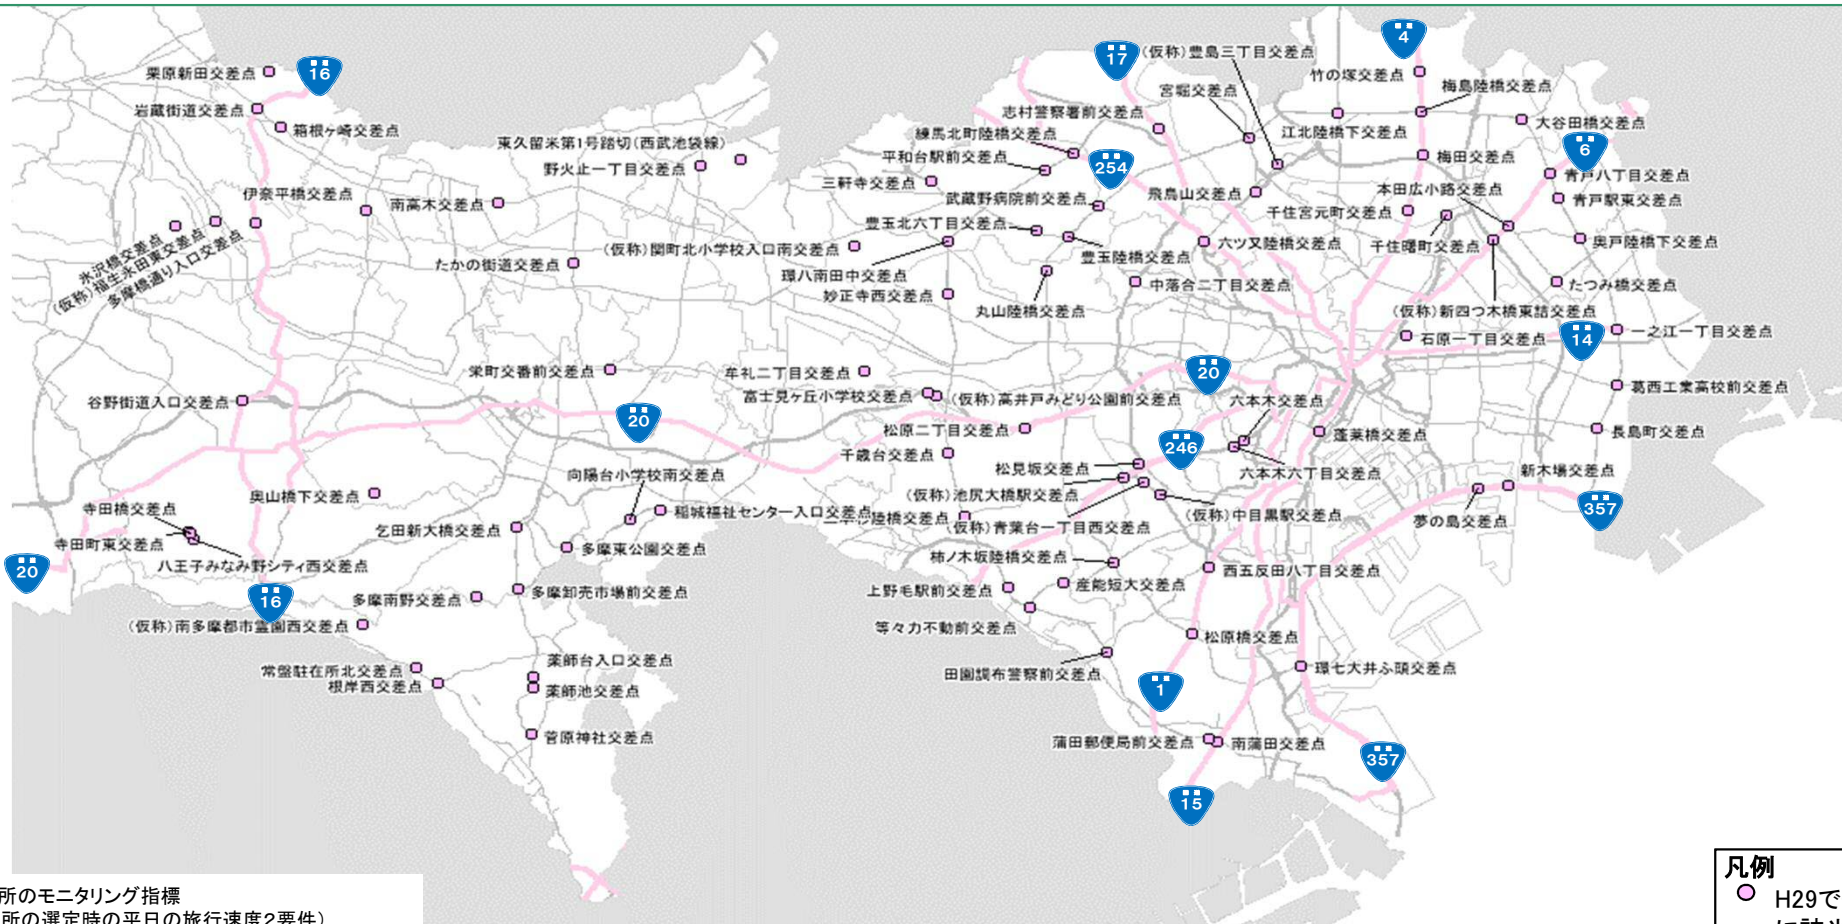 栗原新田交差点
16
岩蔵街道交差点
箱根ヶ崎交差点
伊奈平橋交差点
氷沢橋交差点
(仮称)福生永田東交差点
多摩橋通り入口交差点
南高木交差点
たかの街道交差点
東久留米第1号踏切(西武池袋線)
野火止一丁目交差点
三軒寺交差点
(仮称)関町北小学校入口南交差点
17
(仮称)豊島三丁目交差点
宮堀交差点
志村警察署前交差点
練馬北町陸橋交差点
平和台駅前交差点
254
武蔵野病院前交差点
飛鳥山交差点
豊玉北六丁目交差点
環八南田中交差点
妙正寺西交差点
丸山陸橋交差点
豊玉陸橋交差点
中落合二丁目交差点
六ツ又陸橋交差点
4
竹の塚交差点
梅島陸橋交差点
江北陸橋下交差点
大谷田橋交差点
6
梅田交差点
青戸八丁目交差点
本田広小路交差点
青戸駅東交差点
千住宮元町交差点
千住曙町交差点
奥戸陸橋下交差点
たつみ橋交差点
(仮称)新四つ木橋東詰交差点
石原一丁目交差点
14
一之江一丁目交差点
葛西工業高校前交差点
長島町交差点
新木場交差点
夢の島交差点
357
栄町交番前交差点
谷野街道入口交差点
20
牟礼二丁目交差点
富士見ヶ丘小学校交差点
(仮称)高井戸みどり公園前交差点
20
六本木交差点
松原二丁目交差点
246
蓬莱橋交差点
千歳台交差点
松見坂交差点
六本木六丁目交差点
(仮称)池尻大橋駅交差点
(仮称)中目黒駅交差点
(仮称)青葉台一丁目西交差点
陸橋交差点
向陽台小学校南交差点
奥山橋下交差点
稲城福祉センター入口交差点
寺田橋交差点
寺田町東交差点
八王子みなみ野シティ西交差点
20
16
乞田新大橋交差点
多摩東公園交差点
多摩南野交差点
多摩卸売市場前交差点
(仮称)南多摩都市霊園西交差点
常盤駐在所北交差点
根岸西交差点
薬師台入口交差点
薬師池交差点
菅原神社交差点
柿ノ木坂陸橋交差点
西五反田八丁目交差点
上野毛駅前交差点
産能短大交差点
等々力不動前交差点
松原橋交差点
田園調布警察前交差点
環七大井ふ頭交差点
1
蒲田郵便局前交差点
南蒲田交差点
357
15
所のモニタリング指標
所の選定時の平日の旅行速度2要件)
凡例
H29で